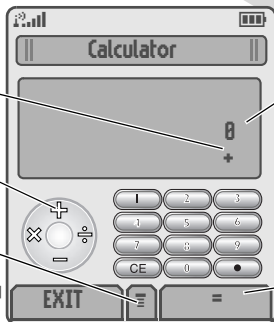 Calculator
0
+
+
× ÷
−
1 2 3
4 5 6
7 8 9
CE 0 •
EXIT =